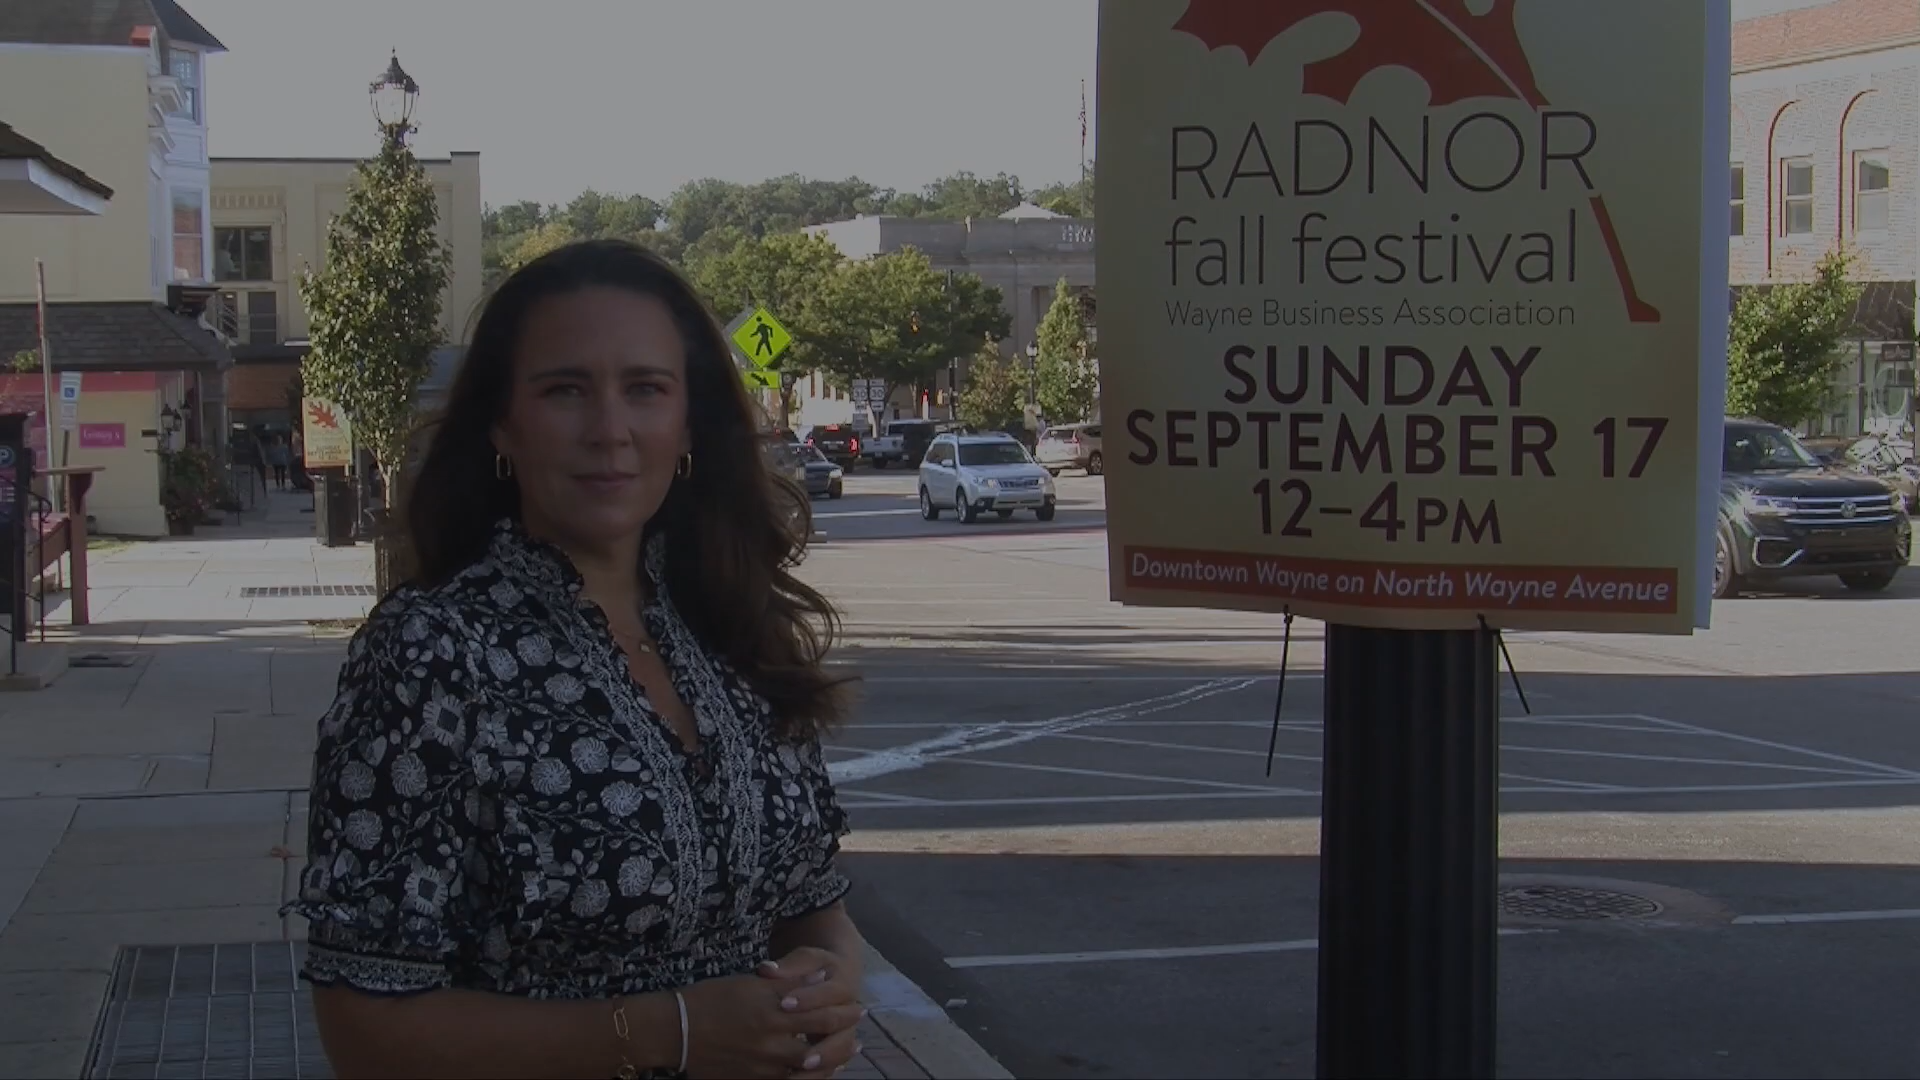 RADNOR
fall festival
Wayne Business Association
SUNDAY
SEPTEMBER 17
12–4PM
Downtown Wayne on North Wayne Avenue